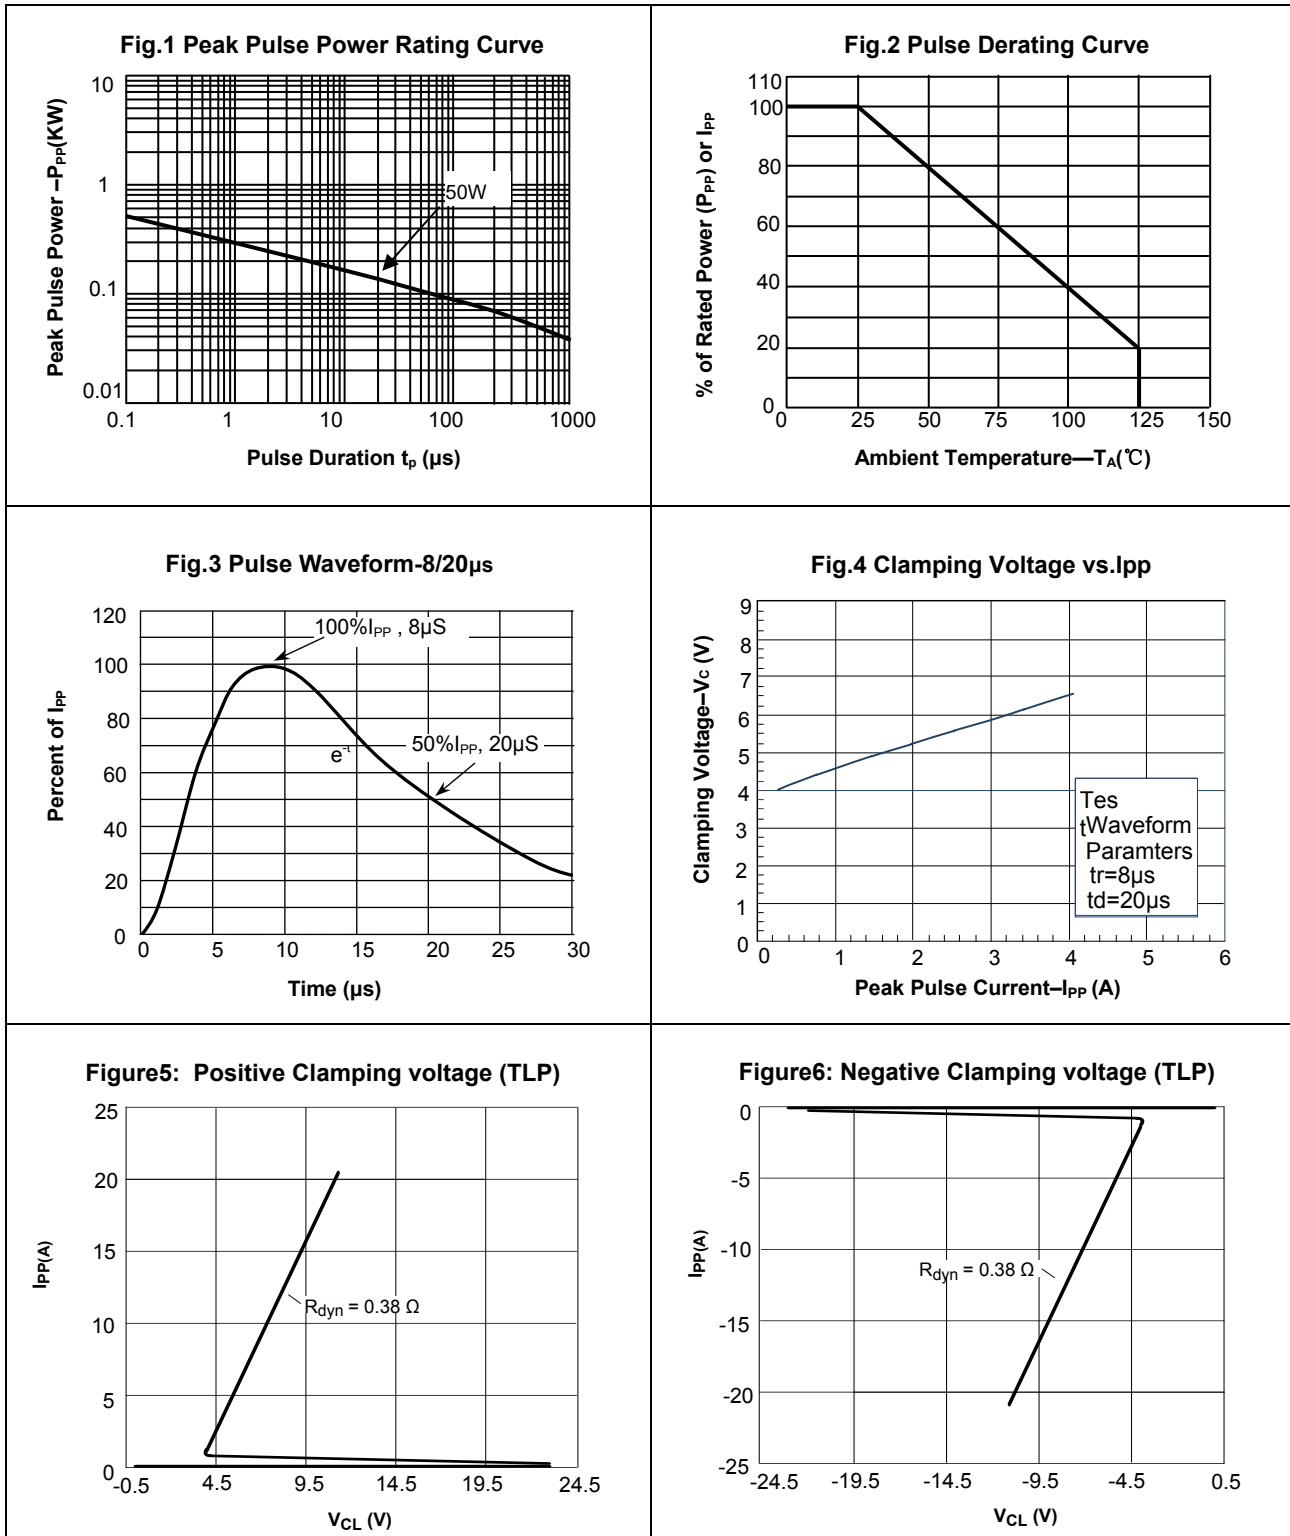 Fig.1 Peak Pulse Power Rating Curve
Peak Pulse Power –PPP(KW)
10
1
0.1
0.01
50W
0.1 1 10 100 1000
Pulse Duration tp (µs)
Fig.2 Pulse Derating Curve
% of Rated Power (PPP) or IPP
110
100
80
60
40
20
0
0 25 50 75 100 125 150
Ambient Temperature—TA(℃)
Fig.3 Pulse Waveform-8/20µs
Percent of IPP
120
100
80
60
40
20
0
100%IPP , 8µS
e-t
50%IPP, 20µS
0 5 10 15 20 25 30
Time (µs)
Fig.4 Clamping Voltage vs.Ipp
Clamping Voltage–VC (V)
9
8
7
6
5
4
3
2
1
0
Tes
tWaveform
Paramters
tr=8µs
td=20µs
0 1 2 3 4 5 6
Peak Pulse Current–IPP (A)
Figure5: Positive Clamping voltage (TLP)
IPP(A)
25
20
15
10
5
0
Rdyn = 0.38 Ω
-0.5 4.5 9.5 14.5 19.5 24.5
VCL (V)
Figure6: Negative Clamping voltage (TLP)
IPP(A)
0
-5
-10
-15
-20
-25
Rdyn = 0.38 Ω
-24.5 -19.5 -14.5 -9.5 -4.5 0.5
VCL (V)